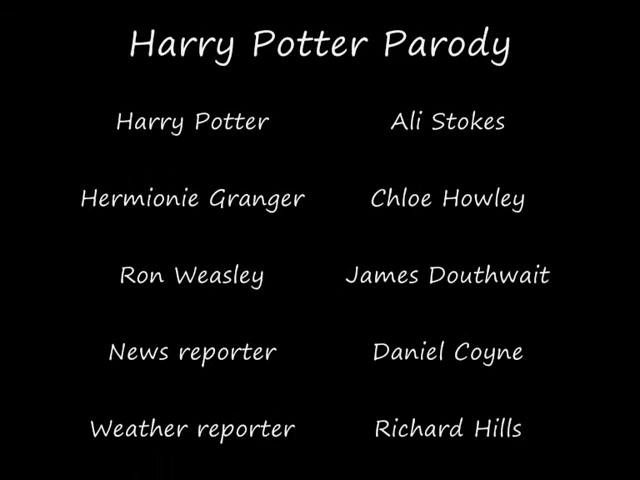 Harry Potter Parody
Harry Potter Ali Stokes
Hermionie Granger Chloe Howley
Ron Weasley James Douthwait
News reporter Daniel Coyne
Weather reporter Richard Hills